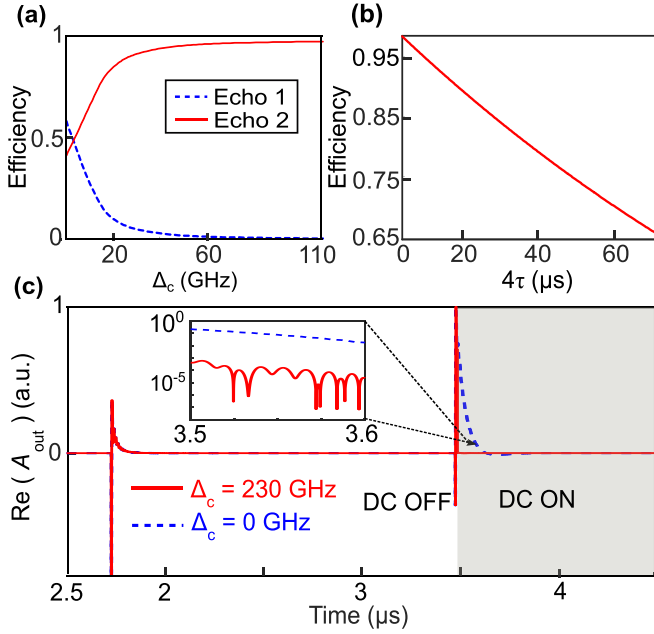 (a)
1
0.5
0
Efficiency
Echo 1
Echo 2
20
60
110
Δc (GHz)
(b)
0.95
0.85
0.75
0.65
Efficiency
0
20
40
60
4τ (μs)
(c)
1
0
Re(Aout) (a.u.)
10^0
10^-5
3.5
3.6
Δc = 230 GHz
Δc = 0 GHz
DC OFF
DC ON
2.5
2
3
4
Time (μs)